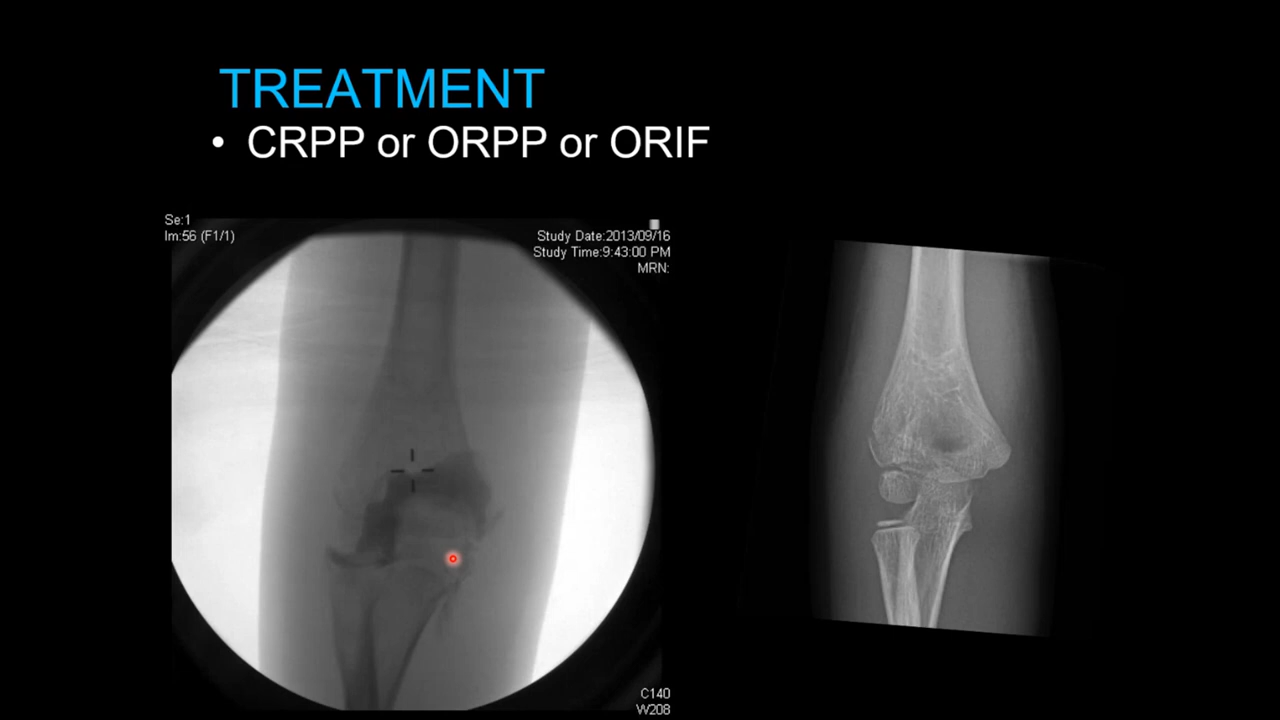 TREATMENT
• CRPP or ORPP or ORIF
Se:1
Im:56 (F1/1)
Study Date:2013/09/16
Study Time:9:43:00 PM
MRN:
C140
W208